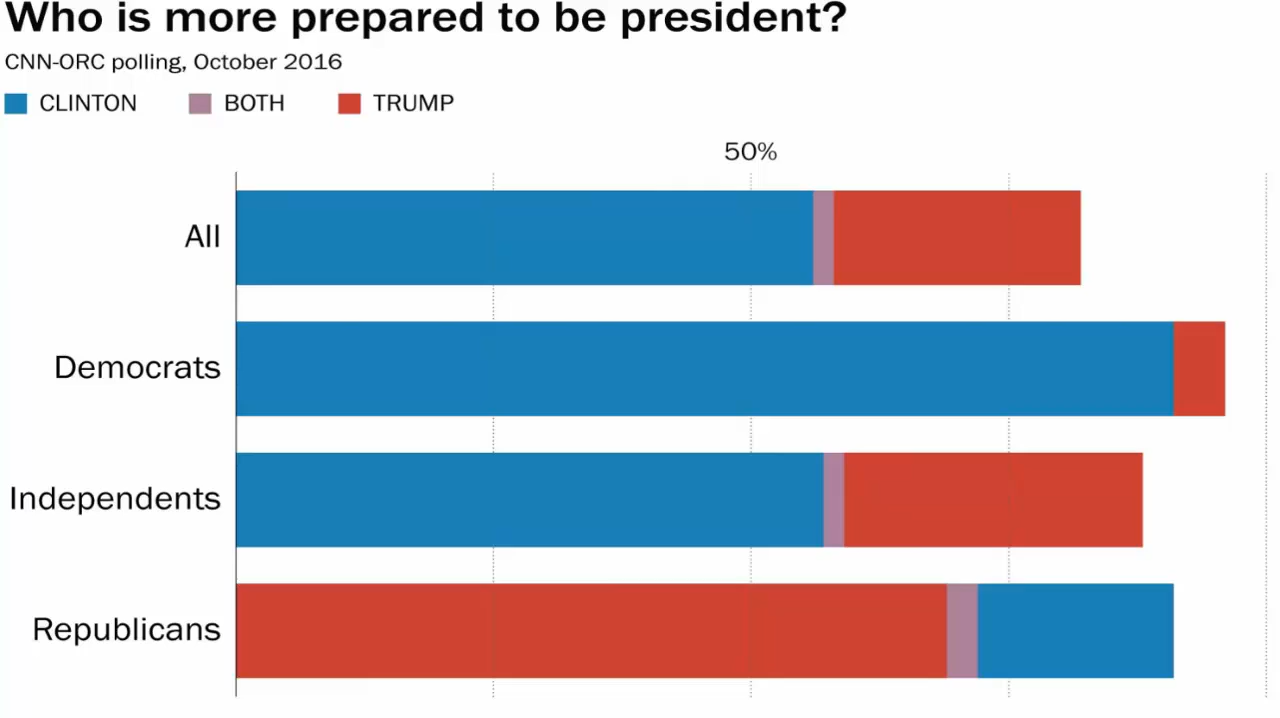 Who is more prepared to be president?
CNN-ORC polling, October 2016
CLINTON BOTH TRUMP
50%
All
Democrats
Independents
Republicans